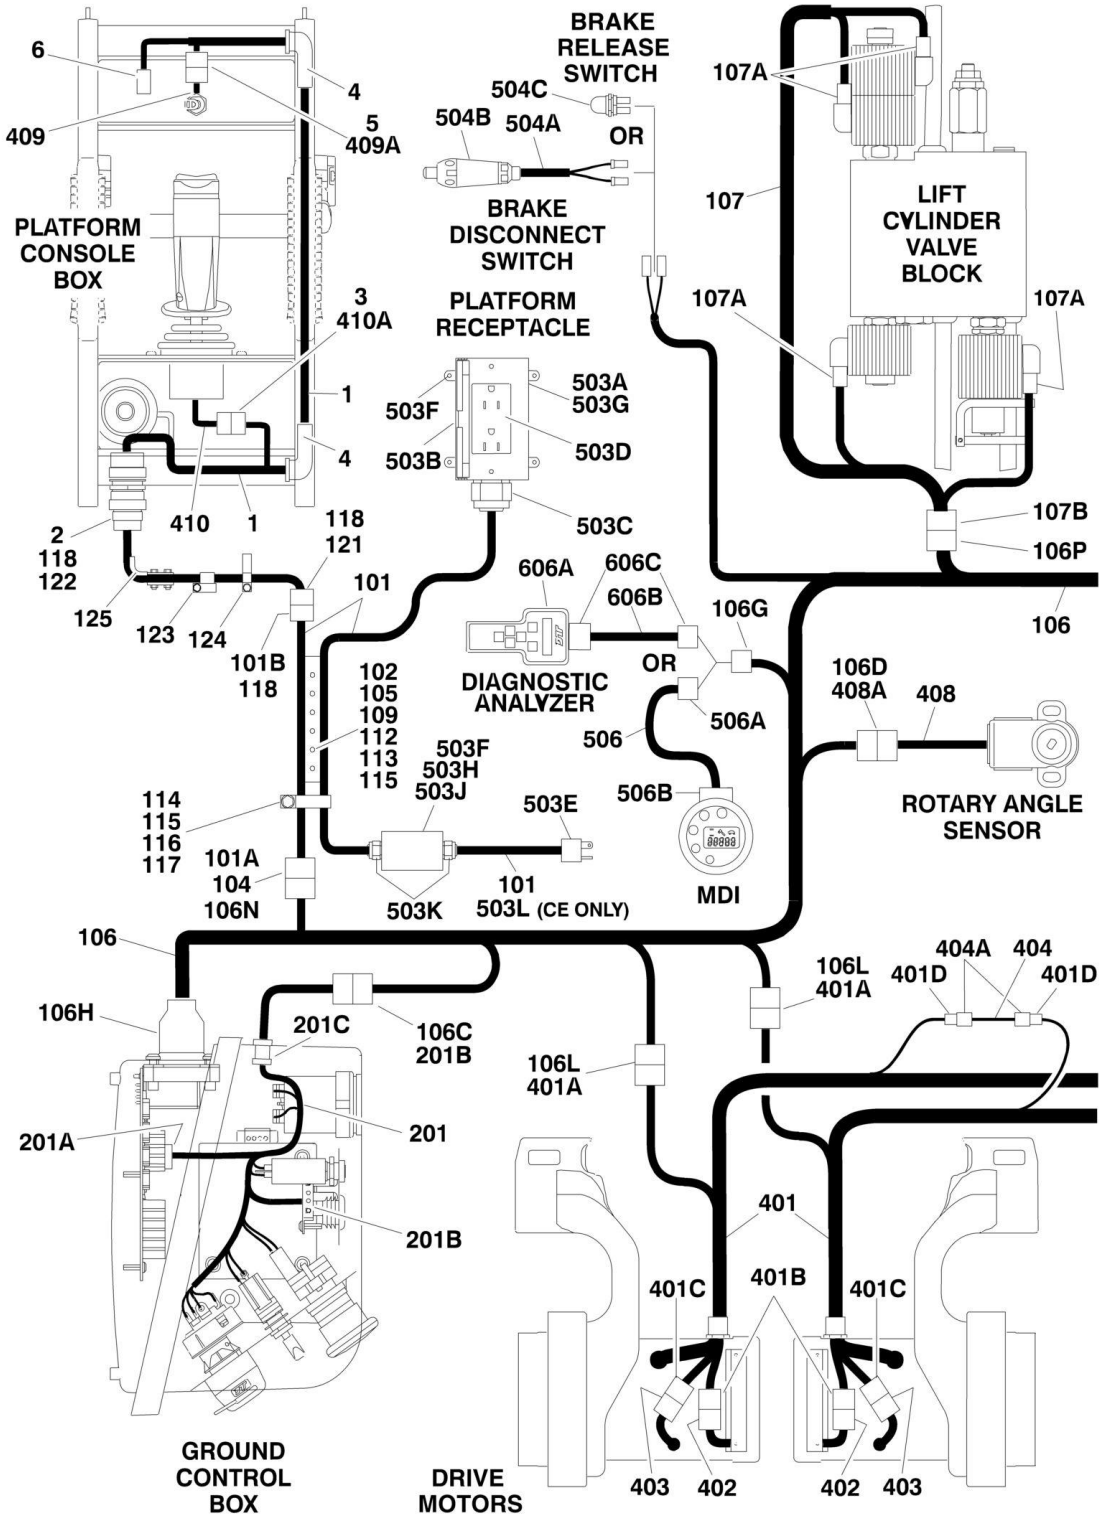 BRAKE
RELEASE
SWITCH
6
4
5
409A
409
504C
504B
504A
OR
107A
107
LIFT
CYLINDER
VALVE
BLOCK
PLATFORM
CONSOLE
BOX
BRAKE
DISCONNECT
SWITCH
3
410A
PLATFORM
RECEPTACLE
107A
107A
1
503F
503A
503G
503B
503D
4
410
1
2
118
122
118
121
503C
107B
106P
125
123
124
101
606A
606C
606B
106G
106
101B
118
OR
DIAGNOSTIC
ANALYZER
102
105
109
112
113
115
106D
408A
408
506
506A
503F
503H
503J
506B
503E
ROTARY ANGLE
SENSOR
114
115
116
117
101A
104
106N
MDI
101
503L (CE ONLY)
503K
106
106L
401A
404A
404
401D
401D
106H
201C
106C
201B
106L
401A
201A
201
401
201B
401C
401B
401C
403
402
402
403
GROUND
CONTROL
BOX
DRIVE
MOTORS